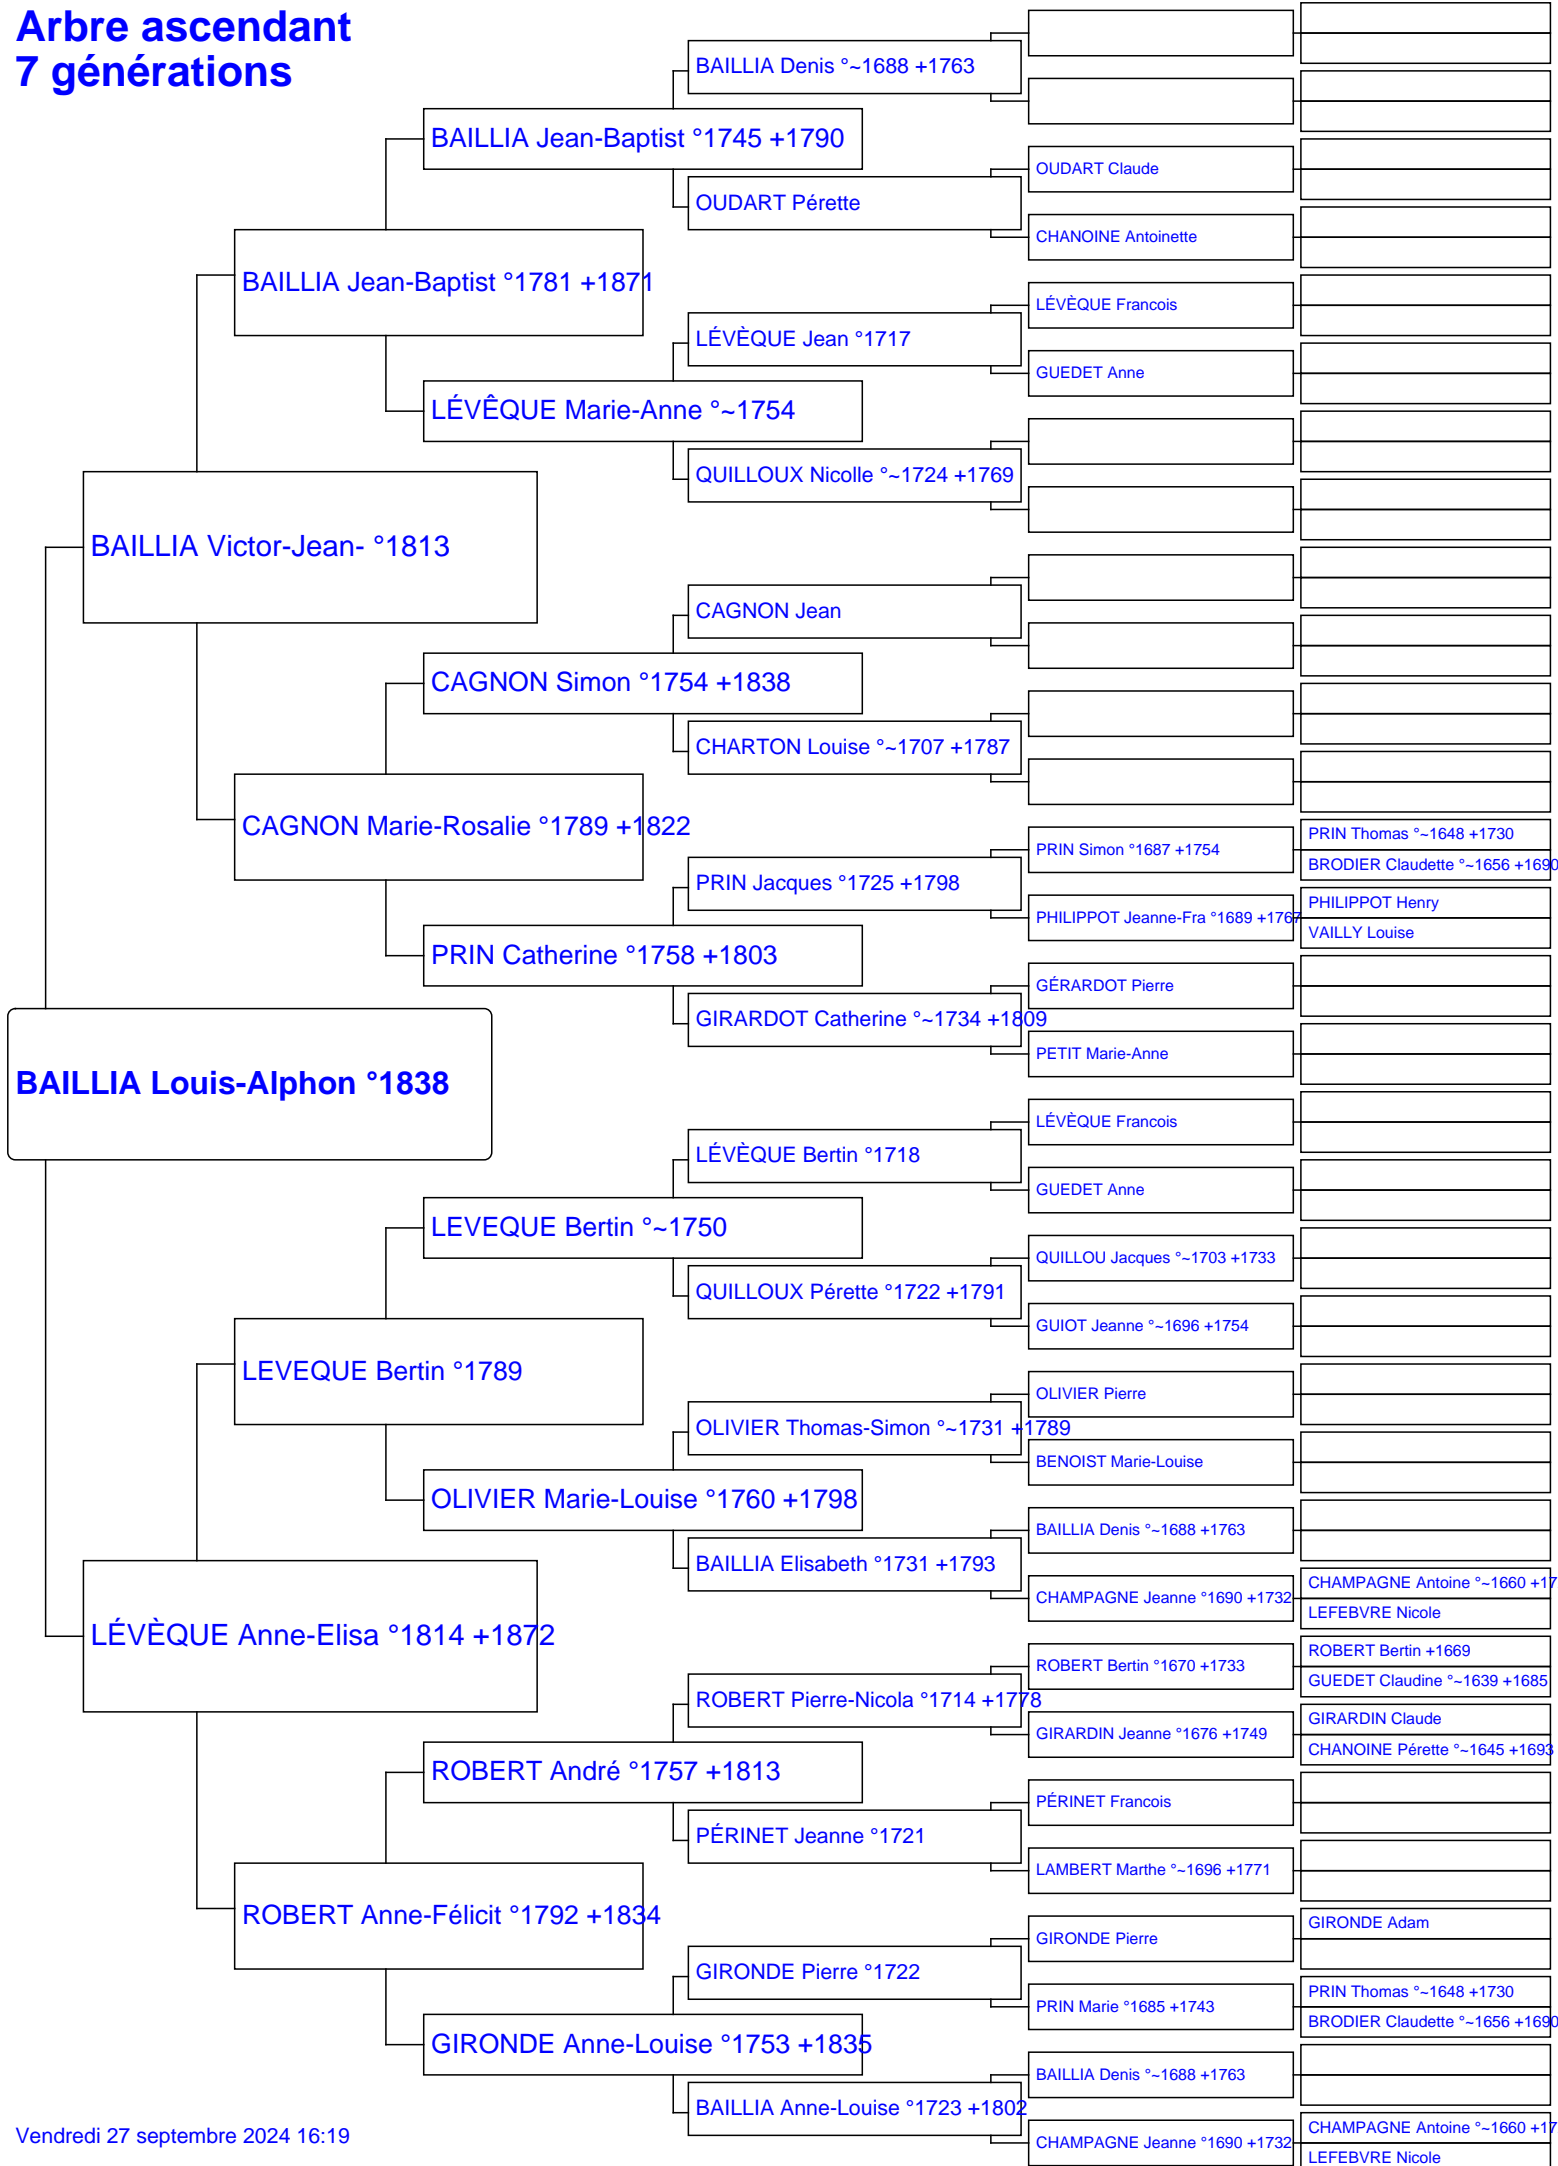 Arbre ascendant
7 générations
BAILLIA Denis °~1688 +1763
BAILLIA Jean-Baptist °1745 +1790
OUDART Claude
OUDART Pérette
CHANOINE Antoinette
BAILLIA Jean-Baptist °1781 +1871
LÉVÈQUE Francois
LÉVÈQUE Jean °1717
GUEDET Anne
LÉVÊQUE Marie-Anne °~1754
QUILLOUX Nicolle °~1724 +1769
BAILLIA Victor-Jean- °1813
CAGNON Jean
CAGNON Simon °1754 +1838
CHARTON Louise °~1707 +1787
CAGNON Marie-Rosalie °1789 +1822
PRIN Thomas °~1648 +1730
PRIN Simon °1687 +1754
BRODIER Claudette °~1656 +1690
PRIN Jacques °1725 +1798
PHILIPPOT Henry
PHILIPPOT Jeanne-Fra °1689 +1767
VAILLY Louise
PRIN Catherine °1758 +1803
GÉRARDOT Pierre
GIRARDOT Catherine °~1734 +1809
PETIT Marie-Anne
BAILLIA Louis-Alphon °1838
LÉVÈQUE Francois
LÉVÈQUE Bertin °1718
GUEDET Anne
LEVEQUE Bertin °~1750
QUILLOU Jacques °~1703 +1733
QUILLOUX Pérette °1722 +1791
GUIOT Jeanne °~1696 +1754
LEVEQUE Bertin °1789
OLIVIER Pierre
OLIVIER Thomas-Simon °~1731 +1789
BENOIST Marie-Louise
OLIVIER Marie-Louise °1760 +1798
BAILLIA Denis °~1688 +1763
BAILLIA Elisabeth °1731 +1793
CHAMPAGNE Antoine °~1660 +17
CHAMPAGNE Jeanne °1690 +1732
LEFEBVRE Nicole
LÉVÈQUE Anne-Elisa °1814 +1872
ROBERT Bertin +1669
ROBERT Bertin °1670 +1733
GUEDET Claudine °~1639 +1685
ROBERT Pierre-Nicola °1714 +1778
GIRARDIN Claude
GIRARDIN Jeanne °1676 +1749
CHANOINE Pérette °~1645 +1693
ROBERT André °1757 +1813
PÉRINET Francois
PÉRINET Jeanne °1721
LAMBERT Marthe °~1696 +1771
ROBERT Anne-Félicit °1792 +1834
GIRONDE Adam
GIRONDE Pierre
GIRONDE Pierre °1722
PRIN Thomas °~1648 +1730
PRIN Marie °1685 +1743
BRODIER Claudette °~1656 +1690
GIRONDE Anne-Louise °1753 +1835
BAILLIA Denis °~1688 +1763
BAILLIA Anne-Louise °1723 +1802
CHAMPAGNE Antoine °~1660 +17
CHAMPAGNE Jeanne °1690 +1732
LEFEBVRE Nicole
Vendredi 27 septembre 2024 16:19